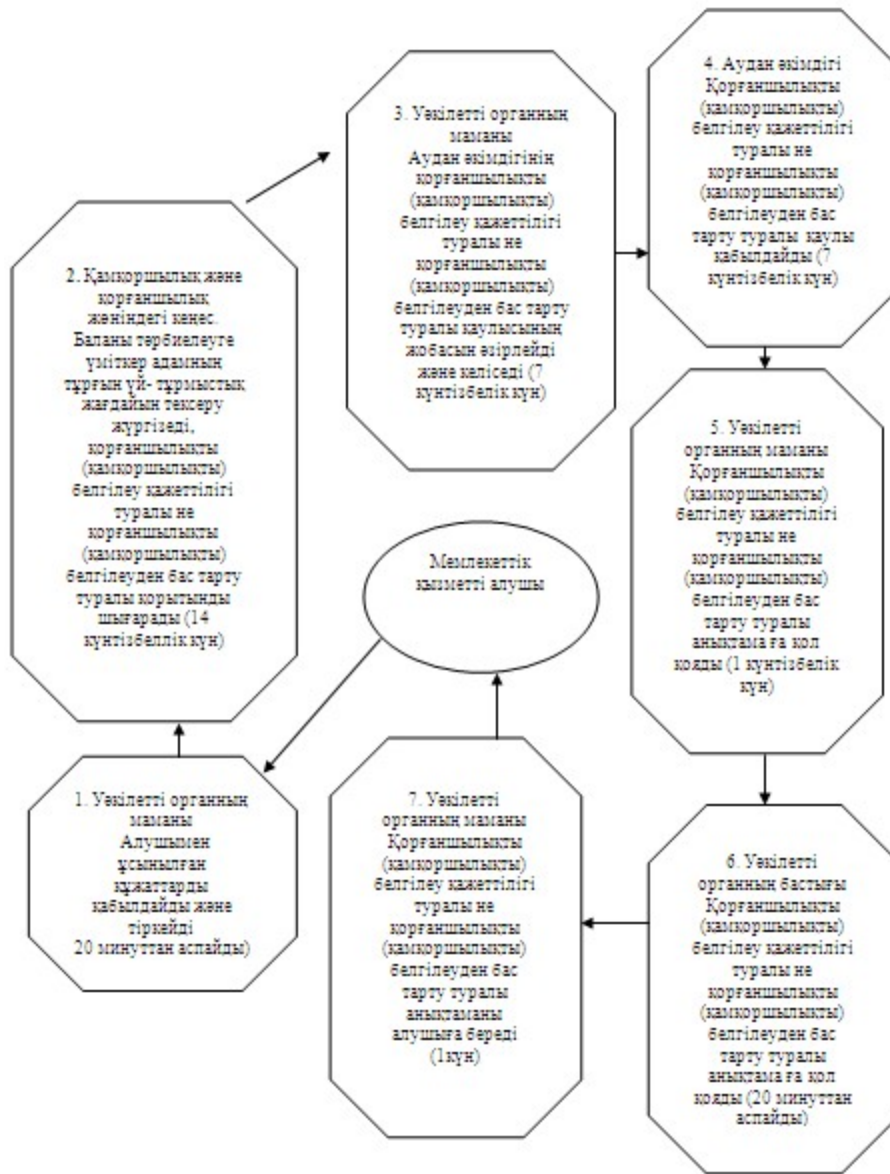 1. Уәкілетті органның
маманы
Алушымен
ұсынылған
құжаттарды
қабылдайды және
тіркейді
20 минуттан аспайды)
2. Қамқоршылық және
қорғаншылық
жөніндегі кеңес.
Баланы тәрбиелеуге
үміткер адамның
тұрғын үй- тұрмыстық
жағдайын тексеру
жүргізеді,
қорғаншылықты
(қамқоршылықты)
белгілеу қажеттілігі
туралы не
қорғаншылықты
(қамқоршылықты)
белгілеуден бас тарту
туралы қорытынды
шығарады (14
күнтізбеллік күн)
3. Уәкілетті органның
маманы
Аудан әкімдігінің
қорғаншылықты
(қамқоршылықты)
белгілеу қажеттілігі
туралы не
қорғаншылықты
(қамқоршылықты)
белгілеуден бас тарту
туралы қаулысының
жобасын әзірлейді
және келіседі (7
күнтізбелік күн)
4. Аудан әкімдігі
Қорғаншылықты
(қамқоршылықты)
белгілеу қажеттілігі
туралы не
қорғаншылықты
(қамқоршылықты)
белгілеуден бас
тарту туралы қаулы
қабылдайды (7
күнтізбелік күн)
5. Уәкілетті
органның маманы
Қорғаншылықты
(қамқоршылықты)
белгілеу қажеттілігі
туралы не
қорғаншылықты
(қамқоршылықты)
белгілеуден бас
тарту туралы
анықтама ға қол
қояды (1 күнтізбелік
күн)
6. Уәкілетті
органның бастығы
Қорғаншылықты
(қамқоршылықты)
белгілеу қажеттілігі
туралы не
қорғаншылықты
(қамқоршылықты)
белгілеуден бас
тарту туралы
анықтама ға қол
қояды (20 минуттан
аспайды)
7. Уәкілетті
органның маманы
Қорғаншылықты
(қамқоршылықты)
белгілеу қажеттілігі
туралы не
қорғаншылықты
(қамқоршылықты)
белгілеуден бас
тарту туралы
анықтаманы
алушыға береді
(1күн)
Мемлекеттік
қызметті алушы